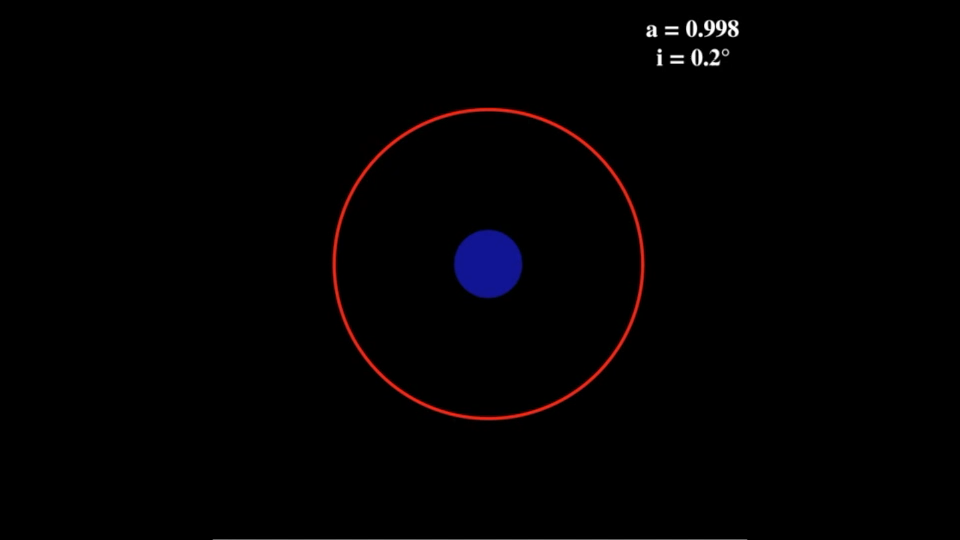 a = 0.998
i = 0.2°